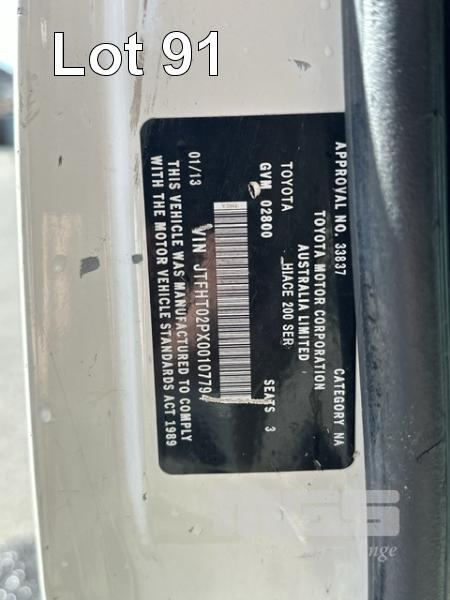 Lot 91
APPROVAL NO. 33837 CATEGORY NA
TOYOTA MOTOR CORPORATION
AUSTRALIA LIMITED
TOYOTA HIACE 200 SER
GVM 02800 SEATS 3
VIN JTFHT02PX0010779
01/13
THIS VEHICLE WAS MANUFACTURED TO COMPLY
WITH THE MOTOR VEHICLE STANDARDS ACT 1989